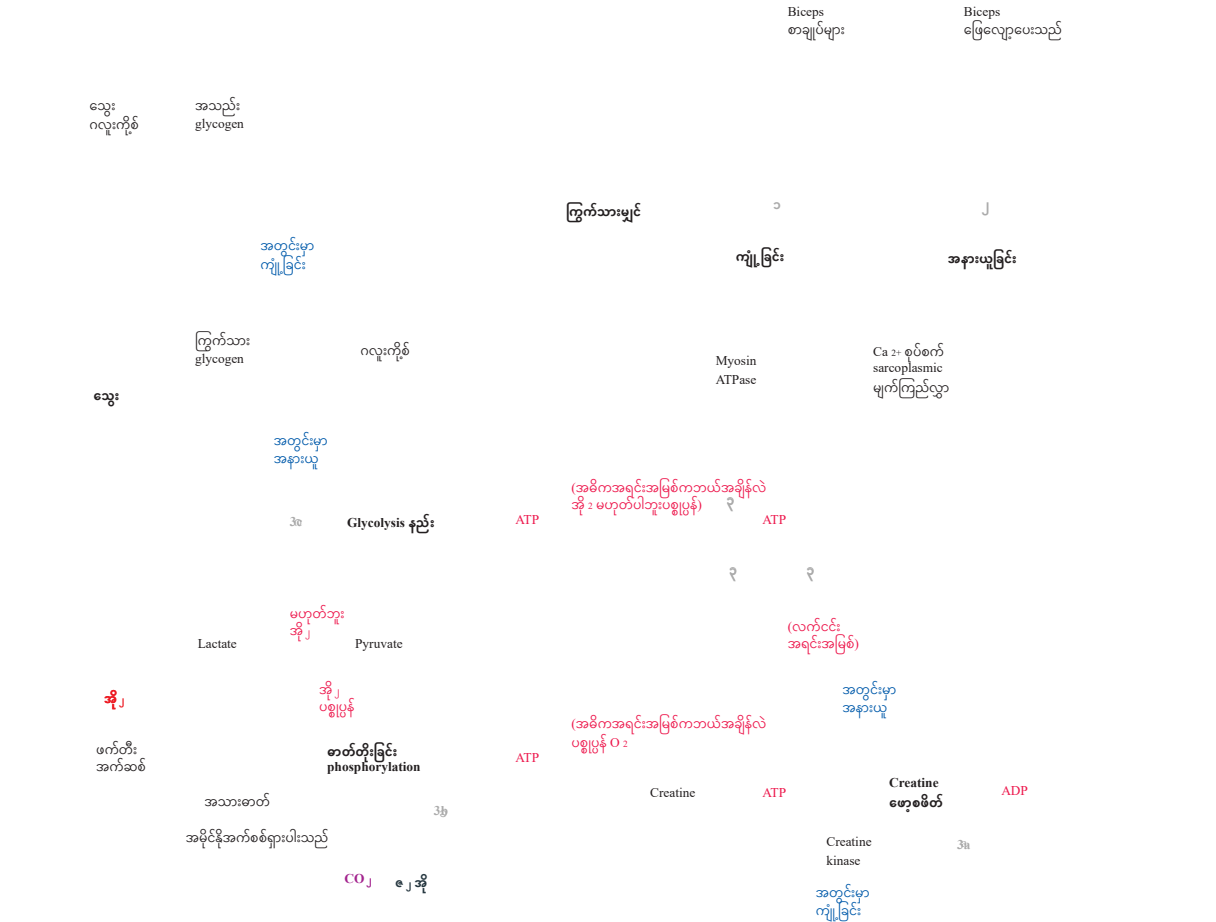 Biceps
စာချုပ်များ
Biceps
ဖြေလျော့ပေးသည်
သွေး
ဂလူးကို့စ်
အသည်း
glycogen
ကြွက်သားမျှင်
၁
၂
အတွင်းမှာ
ကျုံ့ခြင်း
ကျုံ့ခြင်း
အနားယူခြင်း
ကြွက်သား
glycogen
ဂလူးကို့စ်
Myosin
ATPase
Ca 2+ စုပ်စက်
sarcoplasmic
မျက်ကြည်လွှာ
သွေး
အတွင်းမှာ
အနားယူ
(အဓိကအရင်းအမြစ်ကဘယ်အချိန်လဲ
အို 2 မဟုတ်ပါဘူးပစ္စုပ္ပန်)
၃
Glycolysis နည်း
ATP
ATP
၃
၃
မဟုတ်ဘူး
အို၂
Lactate
Pyruvate
(လက်ငင်း
အရင်းအမြစ်)
အို၂
အို၂
ပစ္စုပ္ပန်
အတွင်းမှာ
အနားယူ
(အဓိကအရင်းအမြစ်ကဘယ်အချိန်လဲ
ပစ္စုပ္ပန် O 2
ဖက်တီး
အက်ဆစ်
ဓာတ်တိုးခြင်း
phosphorylation
ATP
Creatine
ATP
Creatine
ဖော့စဖိတ်
ADP
အသားဓာတ်
3b
အမိုင်နိုအက်စစ်ရှားပါးသည်
Creatine
kinase
3a
CO၂
ဇ၂အို
အတွင်းမှာ
ကျုံ့ခြင်း